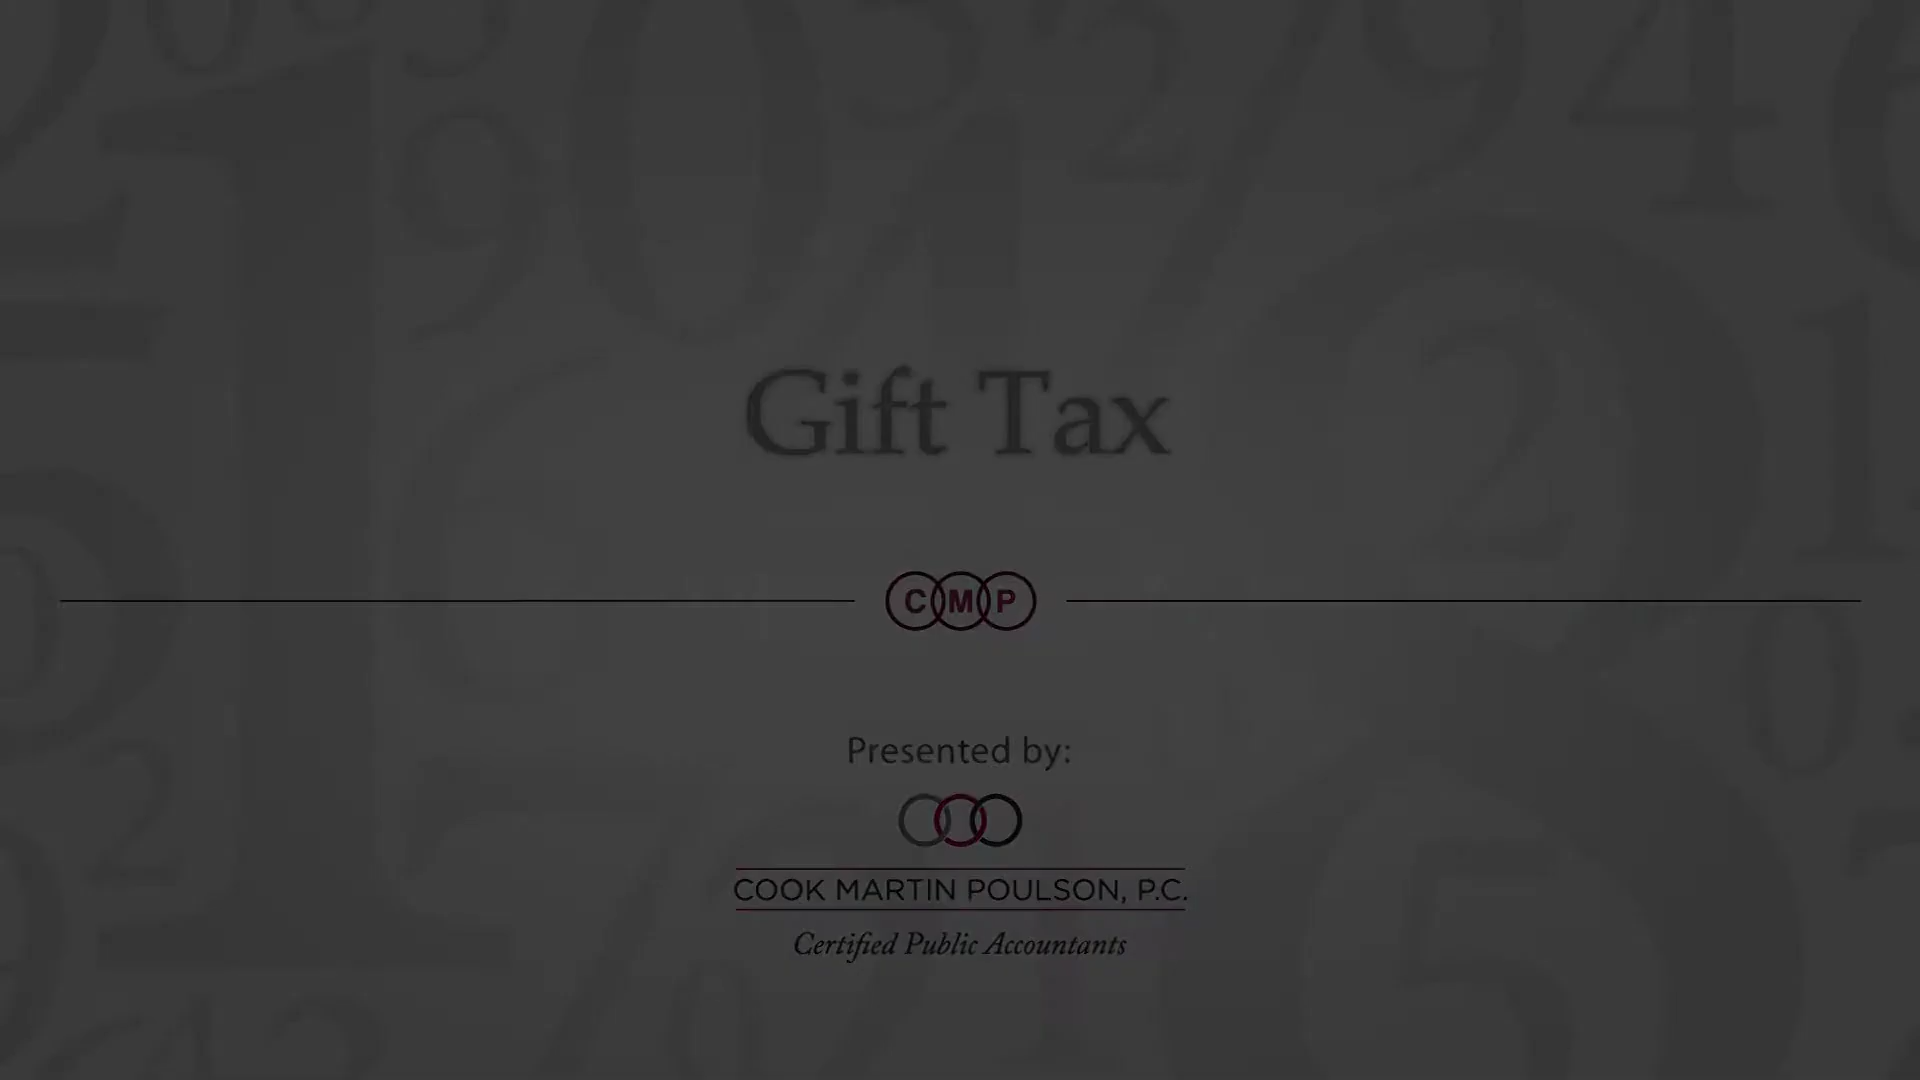 Gift Tax
CMP
Presented by:
COOK MARTIN POULSON, P.C.
Certified Public Accountants